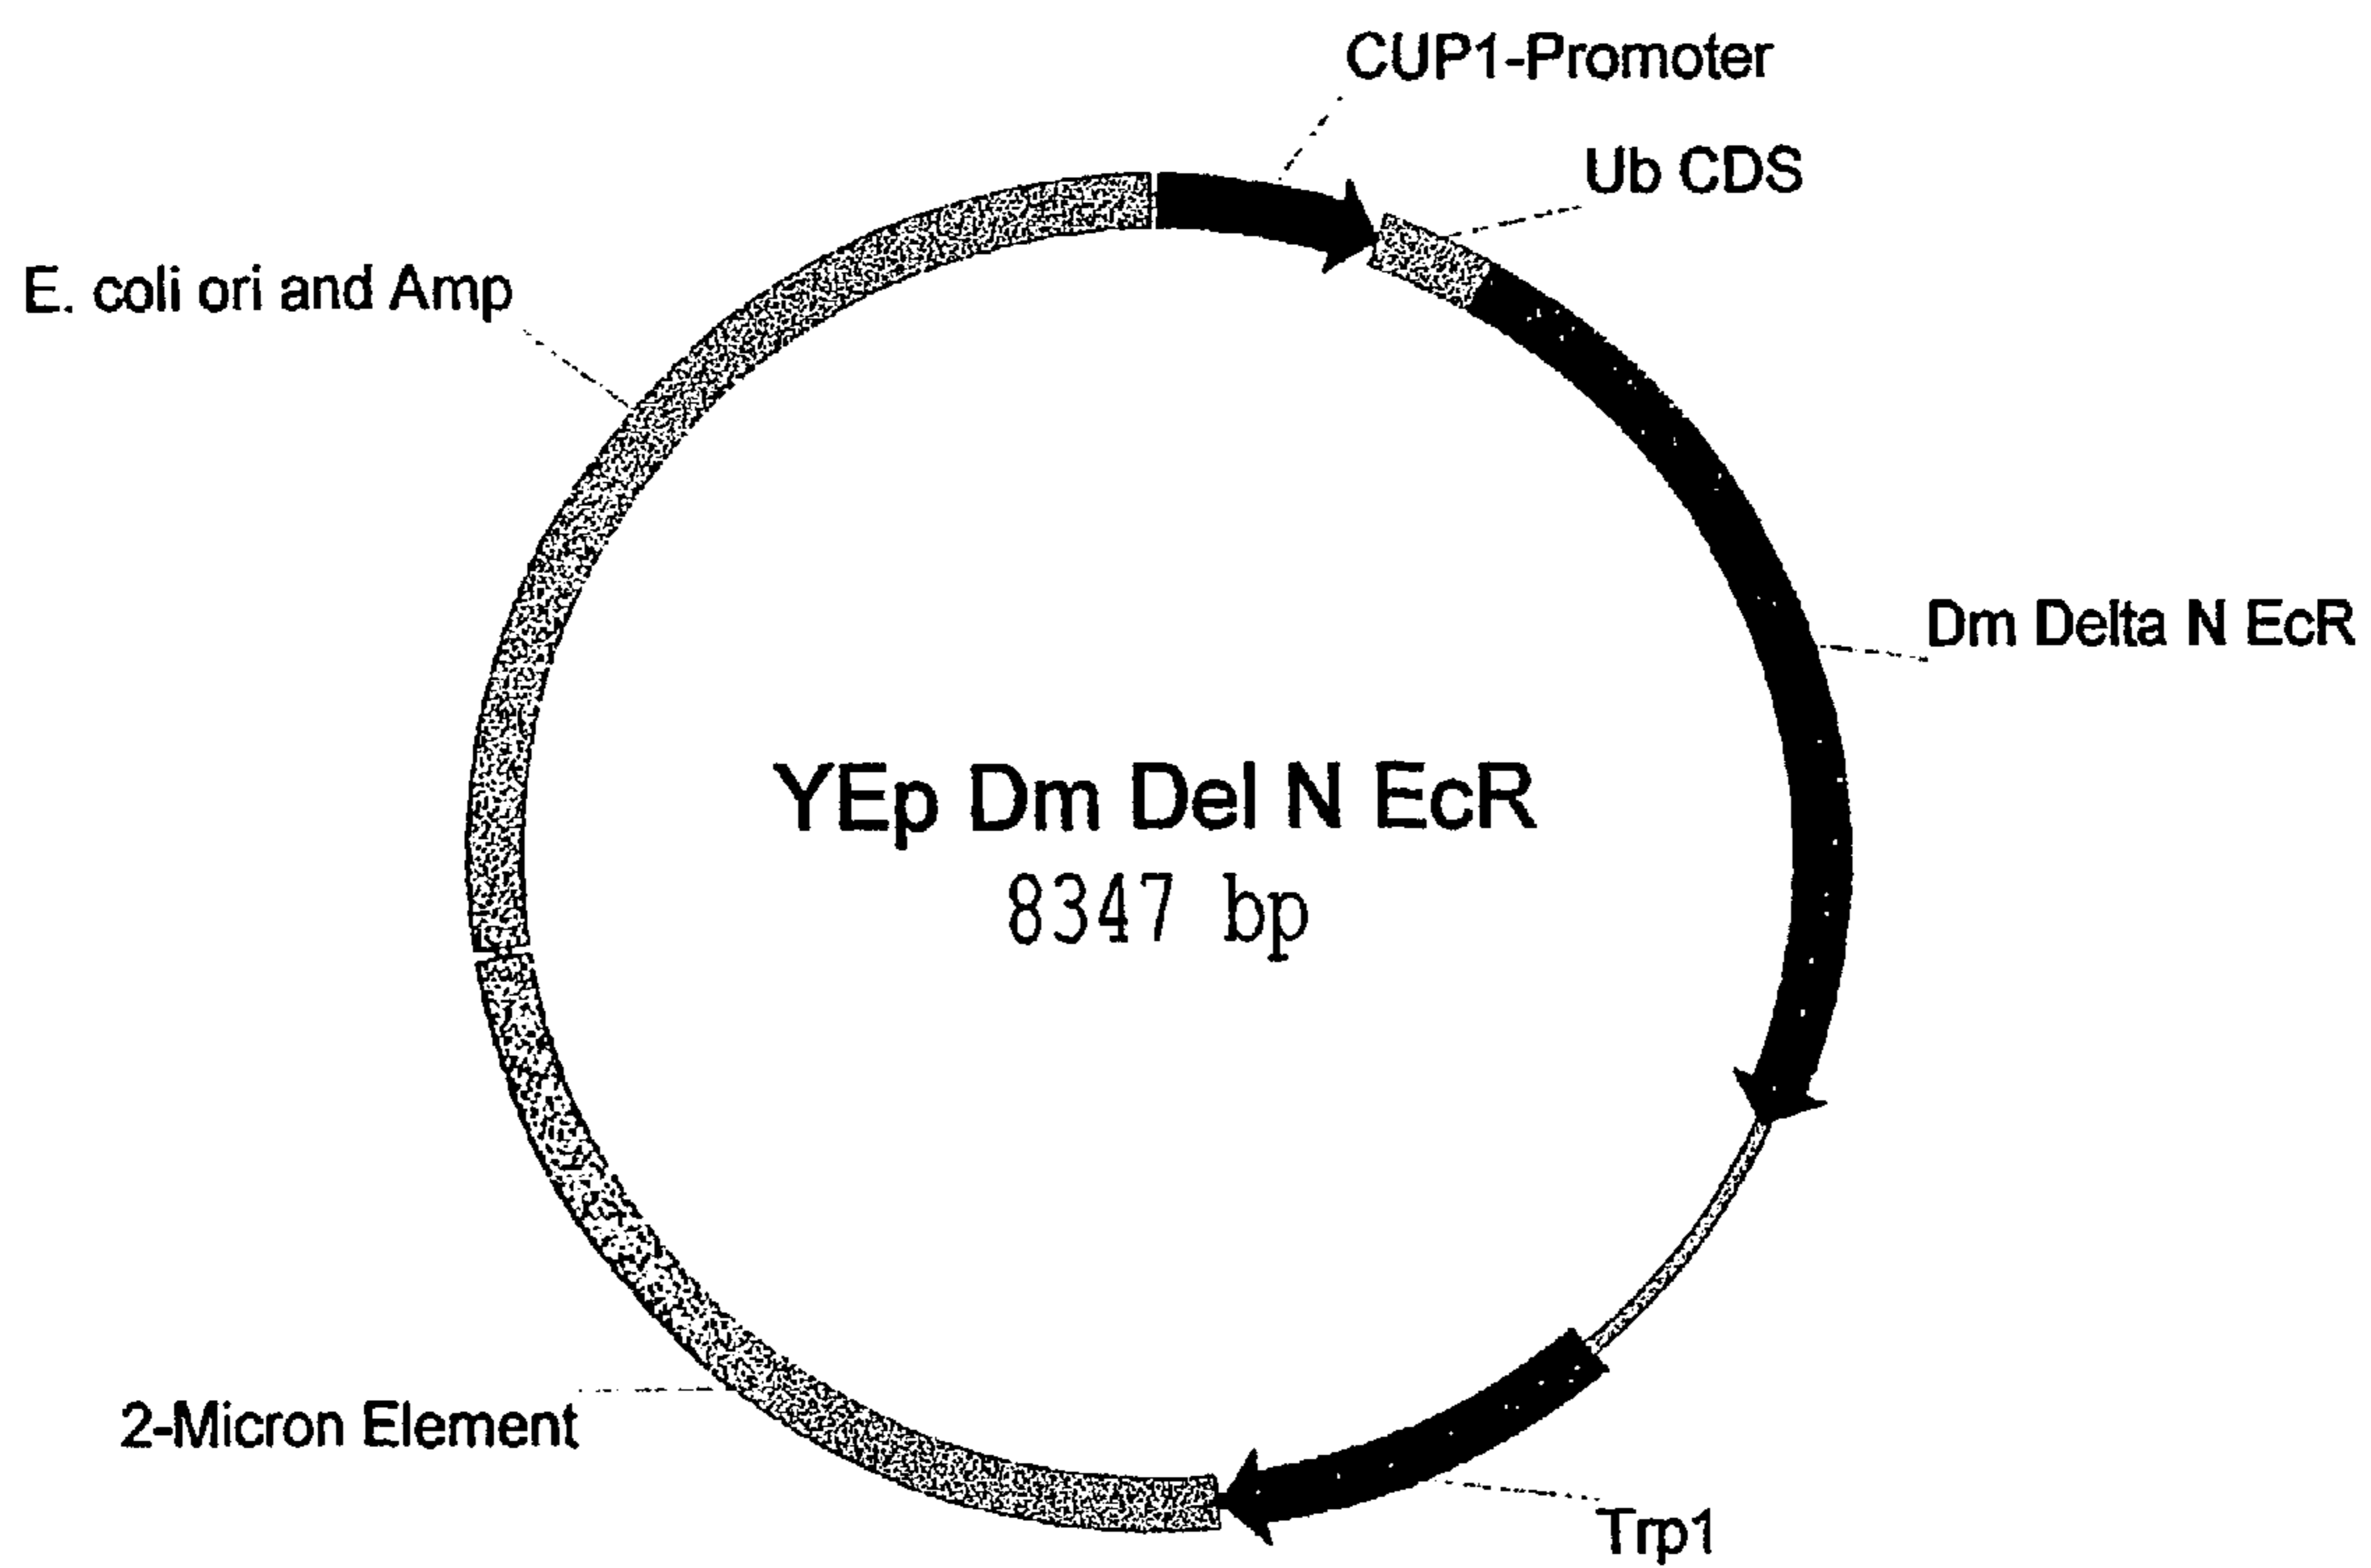 CUP1-Promoter
Ub CDS
E. coli ori and Amp
Dm Delta N EcR
YEp Dm Del N EcR
8347 bp
2-Micron Element
Trp1